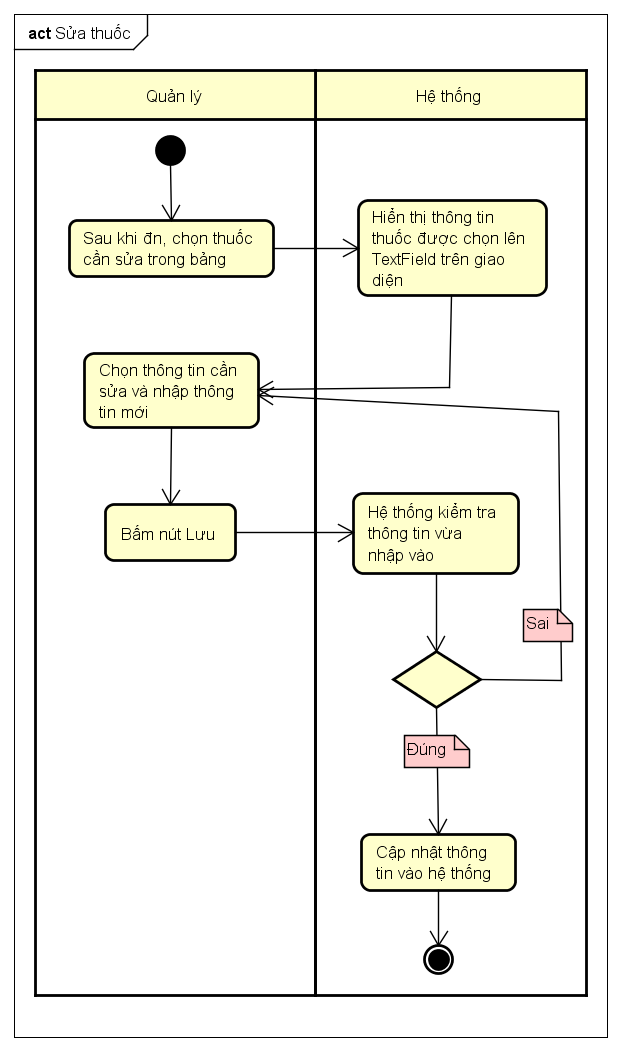 act Sửa thuốc
Quản lý
Hệ thống
Sau khi đn, chọn thuốc
cần sửa trong bảng
Hiển thị thông tin
thuốc được chọn lên
TextField trên giao
diện
Chọn thông tin cần
sửa và nhập thông
tin mới
Bấm nút Lưu
Hệ thống kiểm tra
thông tin vừa
nhập vào
Sai
Đúng
Cập nhật thông
tin vào hệ thống